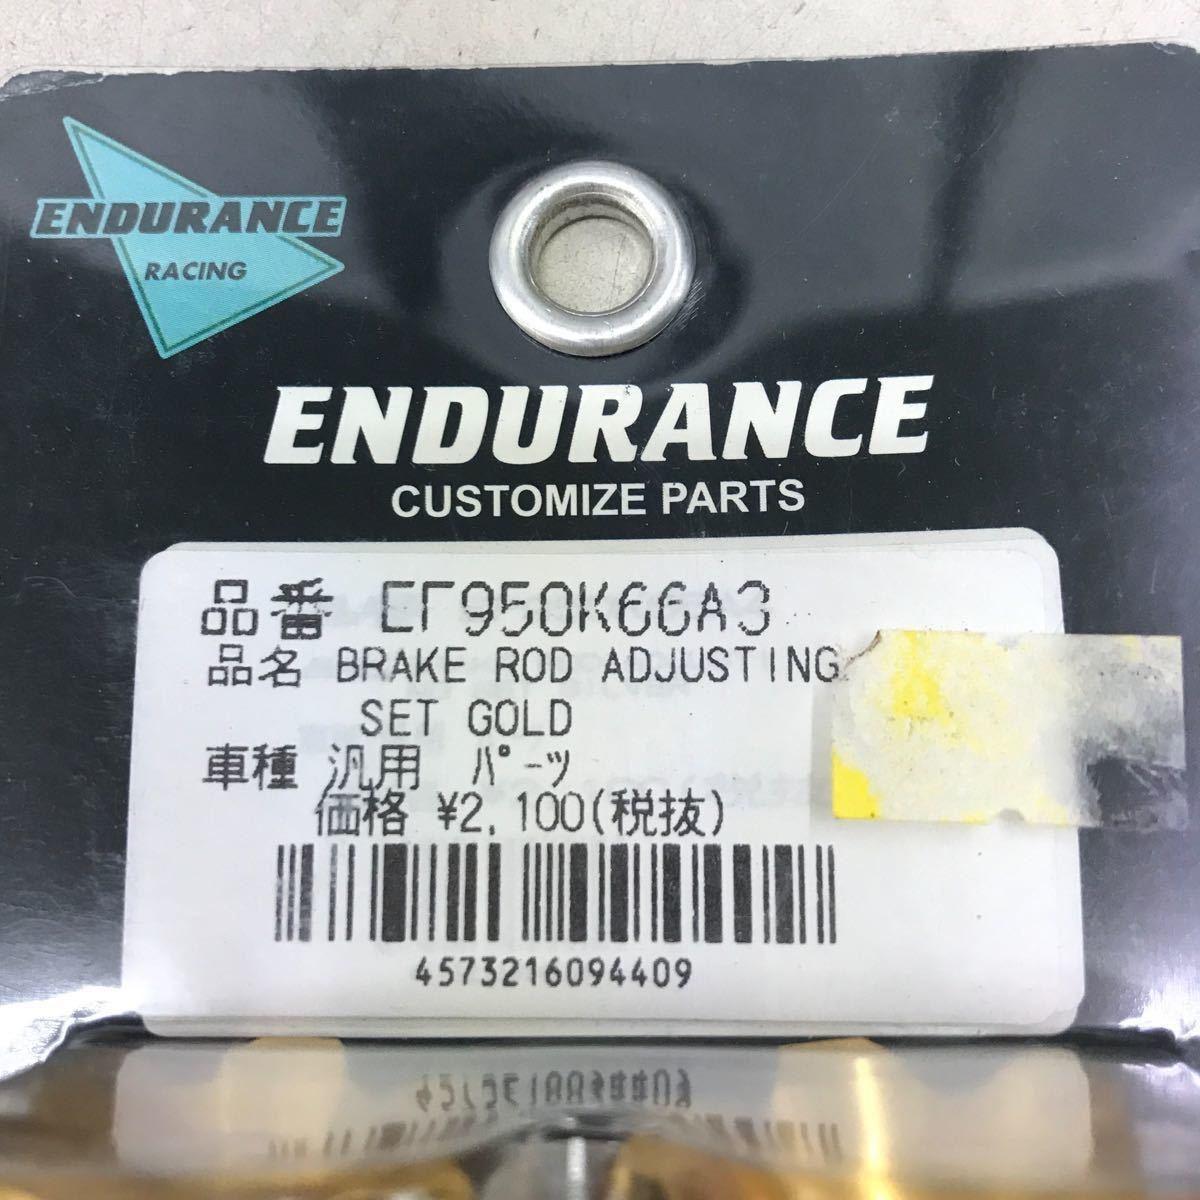 ENDURANCE
RACING
ENDURANCE
CUSTOMIZE PARTS
品番 EF950K66A3
品名 BRAKE ROD ADJUSTING
SET GOLD
車種 汎用 ﾊﾟｰﾂ
価格 ¥2,100(税抜)
4573216094409